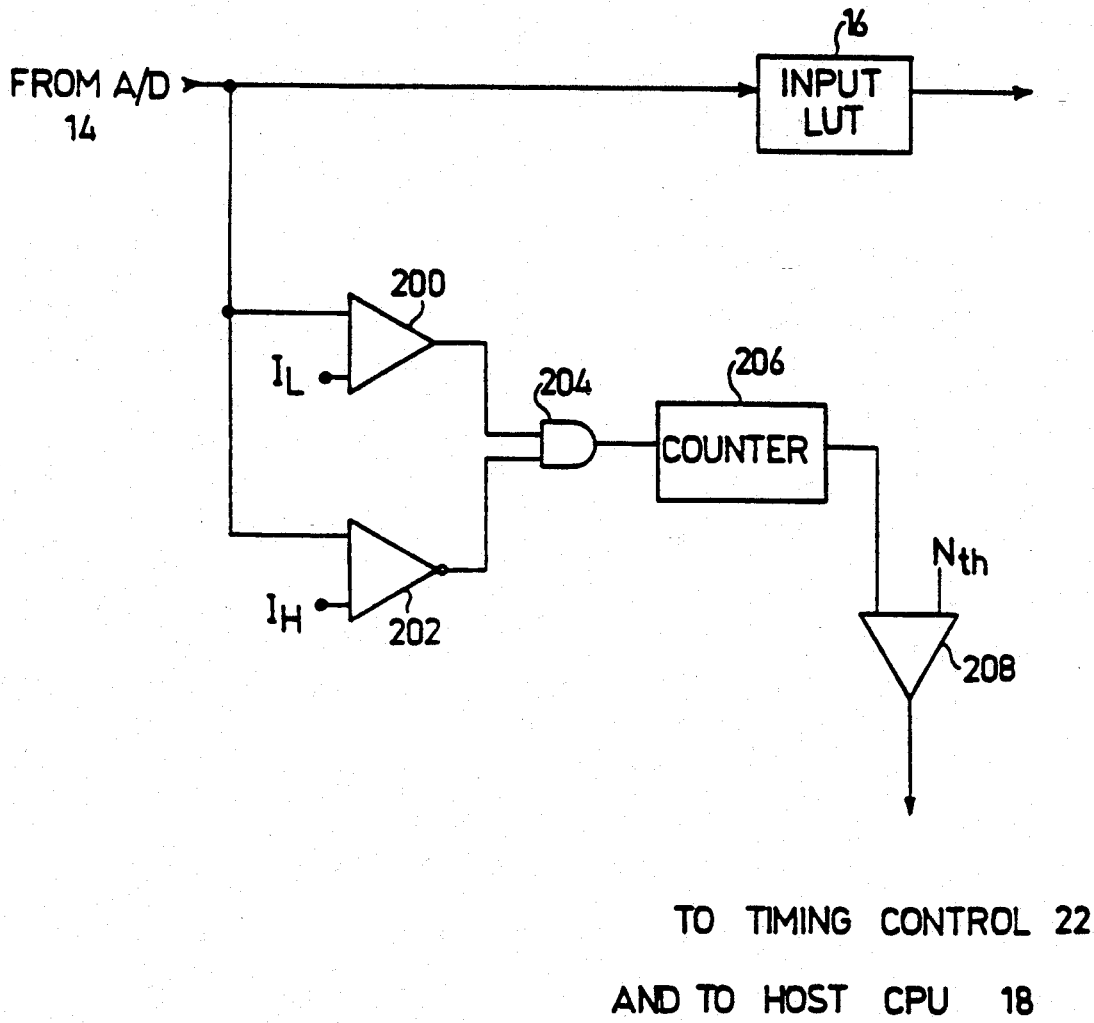 16
FROM A/D
14
INPUT
LUT
200
I_L
204
206
COUNTER
I_H
202
N_th
208
TO TIMING CONTROL 22
AND TO HOST CPU 18